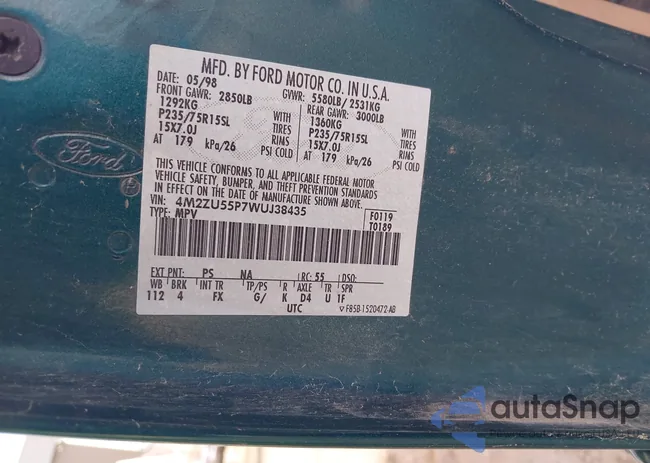 MFD. BY FORD MOTOR CO. IN U.S.A.
DATE: 05/98 GVWR: 5580LB/ 2531KG
FRONT GAWR: 2850LB REAR GAWR: 3000LB
1292KG WITH 1360KG WITH
P235/75R15SL TIRES P235/75R15SL TIRES
15X7.0J RIMS 15X7.0J RIMS
AT 179 kPa/26 PSI COLD AT 179 kPa/26 PSI COLD
THIS VEHICLE CONFORMS TO ALL APPLICABLE FEDERAL MOTOR
VEHICLE SAFETY, BUMPER, AND THEFT PREVENTION STANDARDS
IN EFFECT ON THE DATE OF MANUFACTURE SHOWN ABOVE.
VIN: 4M2ZU55P7WUJ38435 F0119
TYPE: MPV T0189
EXT PNT: PS NA RC: 55 DSO:
WB BRK INT TR TP/PS R AXLE TR SPR
112 4 FX G/ K D4 U 1F
UTC F85B-1520472-AB
Ford
autoSnap